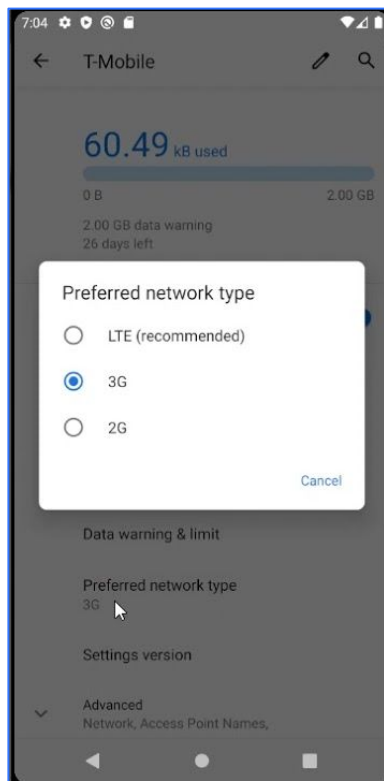 7:04
T-Mobile
60.49 kB used
0 B 2.00 GB
2.00 GB data warning
26 days left
Preferred network type
LTE (recommended)
3G
2G
Cancel
Data warning & limit
Preferred network type
3G
Settings version
Advanced
Network, Access Point Names,